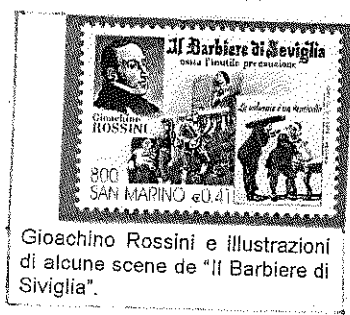 Il Barbiere di Seviglia
ossia l'inutile precauzione
La calunnia è un venticello
Gioachino
ROSSINI
800
SAN MARINO €0,41
Gioachino Rossini e illustrazioni
di alcune scene de "Il Barbiere di
Siviglia".